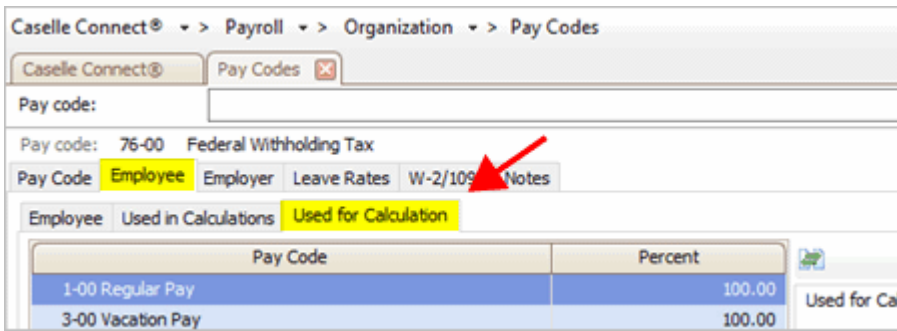 Caselle Connect® > Payroll > Organization > Pay Codes
Caselle Connect® Pay Codes
Pay code:
Pay code: 76-00 Federal Withholding Tax
Pay Code Employee Employer Leave Rates W-2/109 Notes
Employee Used in Calculations Used for Calculation
Pay Code Percent
1-00 Regular Pay 100.00
Used for Ca
3-00 Vacation Pay 100.00